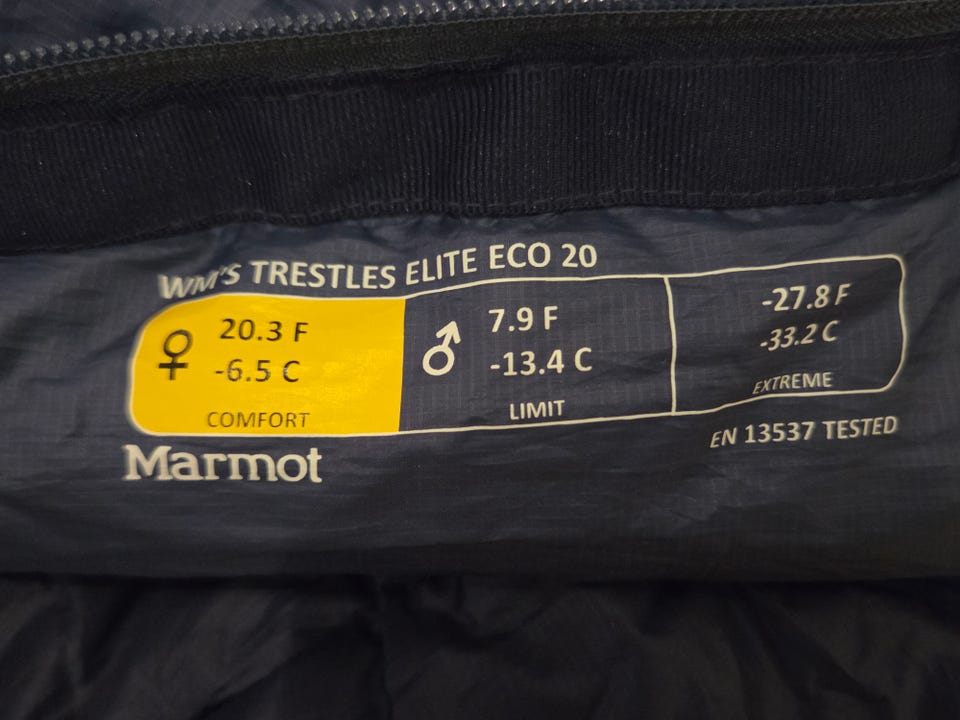 WM'S TRESTLES ELITE ECO 20
♀ 20.3 F
-6.5 C
COMFORT
♂ 7.9 F
-13.4 C
LIMIT
-27.8 F
-33.2 C
EXTREME
EN 13537 TESTED
Marmot